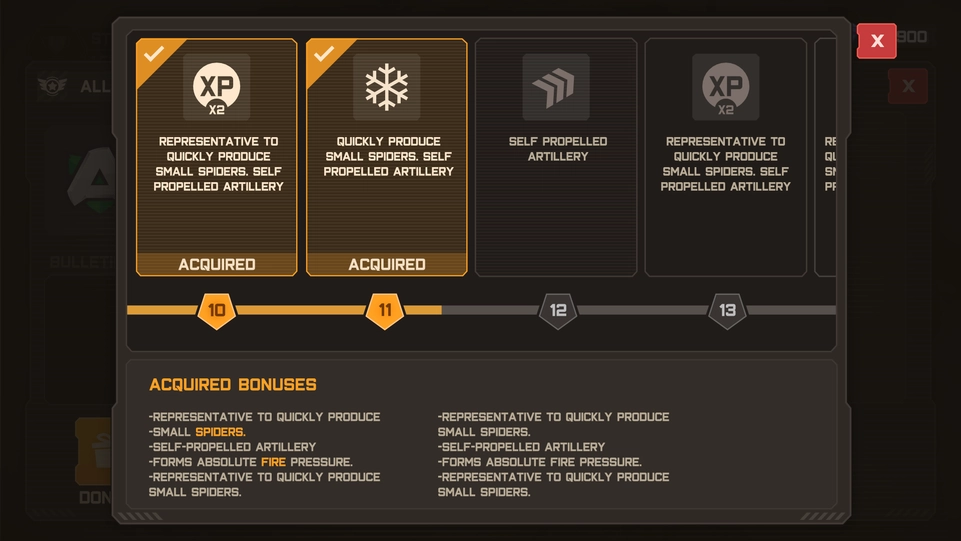 900
X
ALL
X
XP
X2
REPRESENTATIVE TO
QUICKLY PRODUCE
SMALL SPIDERS. SELF
PROPELLED ARTILLERY
ACQUIRED
QUICKLY PRODUCE
SMALL SPIDERS. SELF
PROPELLED ARTILLERY
ACQUIRED
SELF PROPELLED
ARTILLERY
XP
X2
REPRESENTATIVE TO
QUICKLY PRODUCE
SMALL SPIDERS. SELF
PROPELLED ARTILLERY
10
11
12
13
ACQUIRED BONUSES
-REPRESENTATIVE TO QUICKLY PRODUCE
-SMALL SPIDERS.
-SELF-PROPELLED ARTILLERY
-FORMS ABSOLUTE FIRE PRESSURE.
-REPRESENTATIVE TO QUICKLY PRODUCE
SMALL SPIDERS.
-REPRESENTATIVE TO QUICKLY PRODUCE
SMALL SPIDERS.
-SELF-PROPELLED ARTILLERY
-FORMS ABSOLUTE FIRE PRESSURE.
-REPRESENTATIVE TO QUICKLY PRODUCE
SMALL SPIDERS.
DON